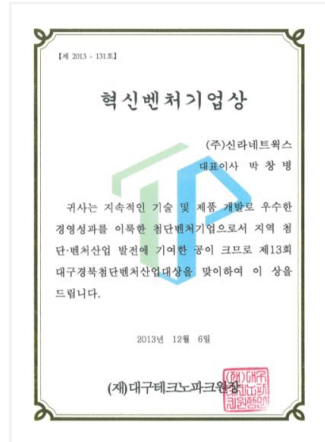 【제 2013 - 131호】
혁신벤처기업상
(주)신라네트웍스
대표이사 박 창 병
귀사는 지속적인 기술 및 제품 개발로 우수한
경영성과를 이룩한 첨단벤처기업으로서 지역 첨
단·벤처산업 발전에 기여한 공이 크므로 제13회
대구경북첨단벤처산업대상을 맞이하여 이 상을
드립니다.
2013년 12월 6일
(재)대구테크노파크원장